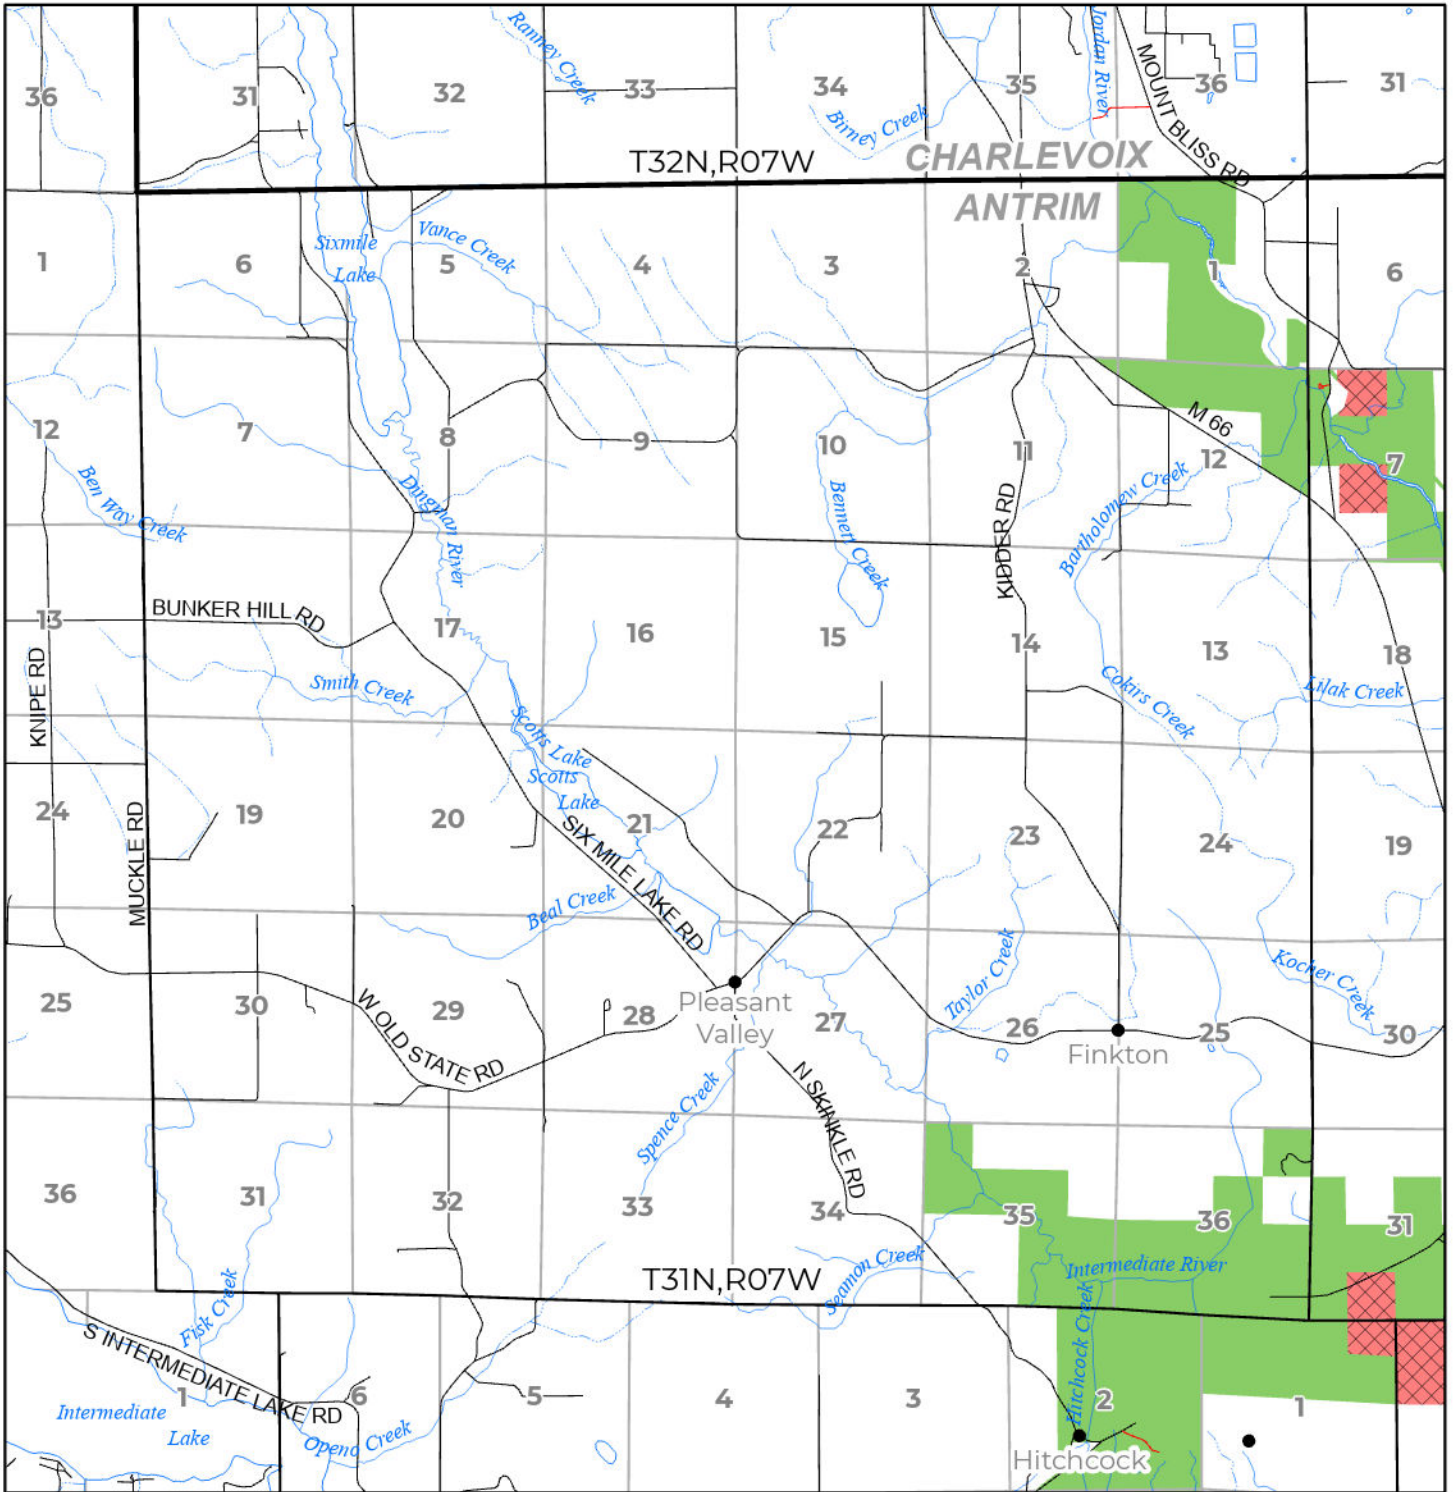 Ranney Creek
Jordan River
36
31
32
33
34
35
36
31
MOUNT BLISS RD
Birney Creek
T32N,R07W
CHARLEVOIX
ANTRIM
Sixmile
Lake
Vance Creek
1
6
5
4
3
2
1
6
M 66
12
7
8
9
10
11
12
7
Ben Way Creek
Dingman River
Bennett Creek
KIDDER RD
Bartholomew Creek
BUNKER HILL RD
13
17
16
15
14
13
18
KNIPE RD
Smith Creek
Cokirs Creek
Lilak Creek
Scotts Lake
Scotts
Lake
24
19
20
21
22
23
24
19
MUCKLE RD
SIX MILE LAKE RD
Beal Creek
Taylor Creek
Kocher Creek
25
30
29
28
27
26
25
30
Pleasant
Valley
Finkton
W OLD STATE RD
N SKINKLE RD
Spence Creek
36
31
32
33
34
35
36
31
Seamon Creek
Intermediate River
T31N,R07W
Fisk Creek
Hitchcock Creek
S INTERMEDIATE LAKE RD
1
6
5
4
3
2
1
Intermediate
Lake
Openo Creek
Hitchcock